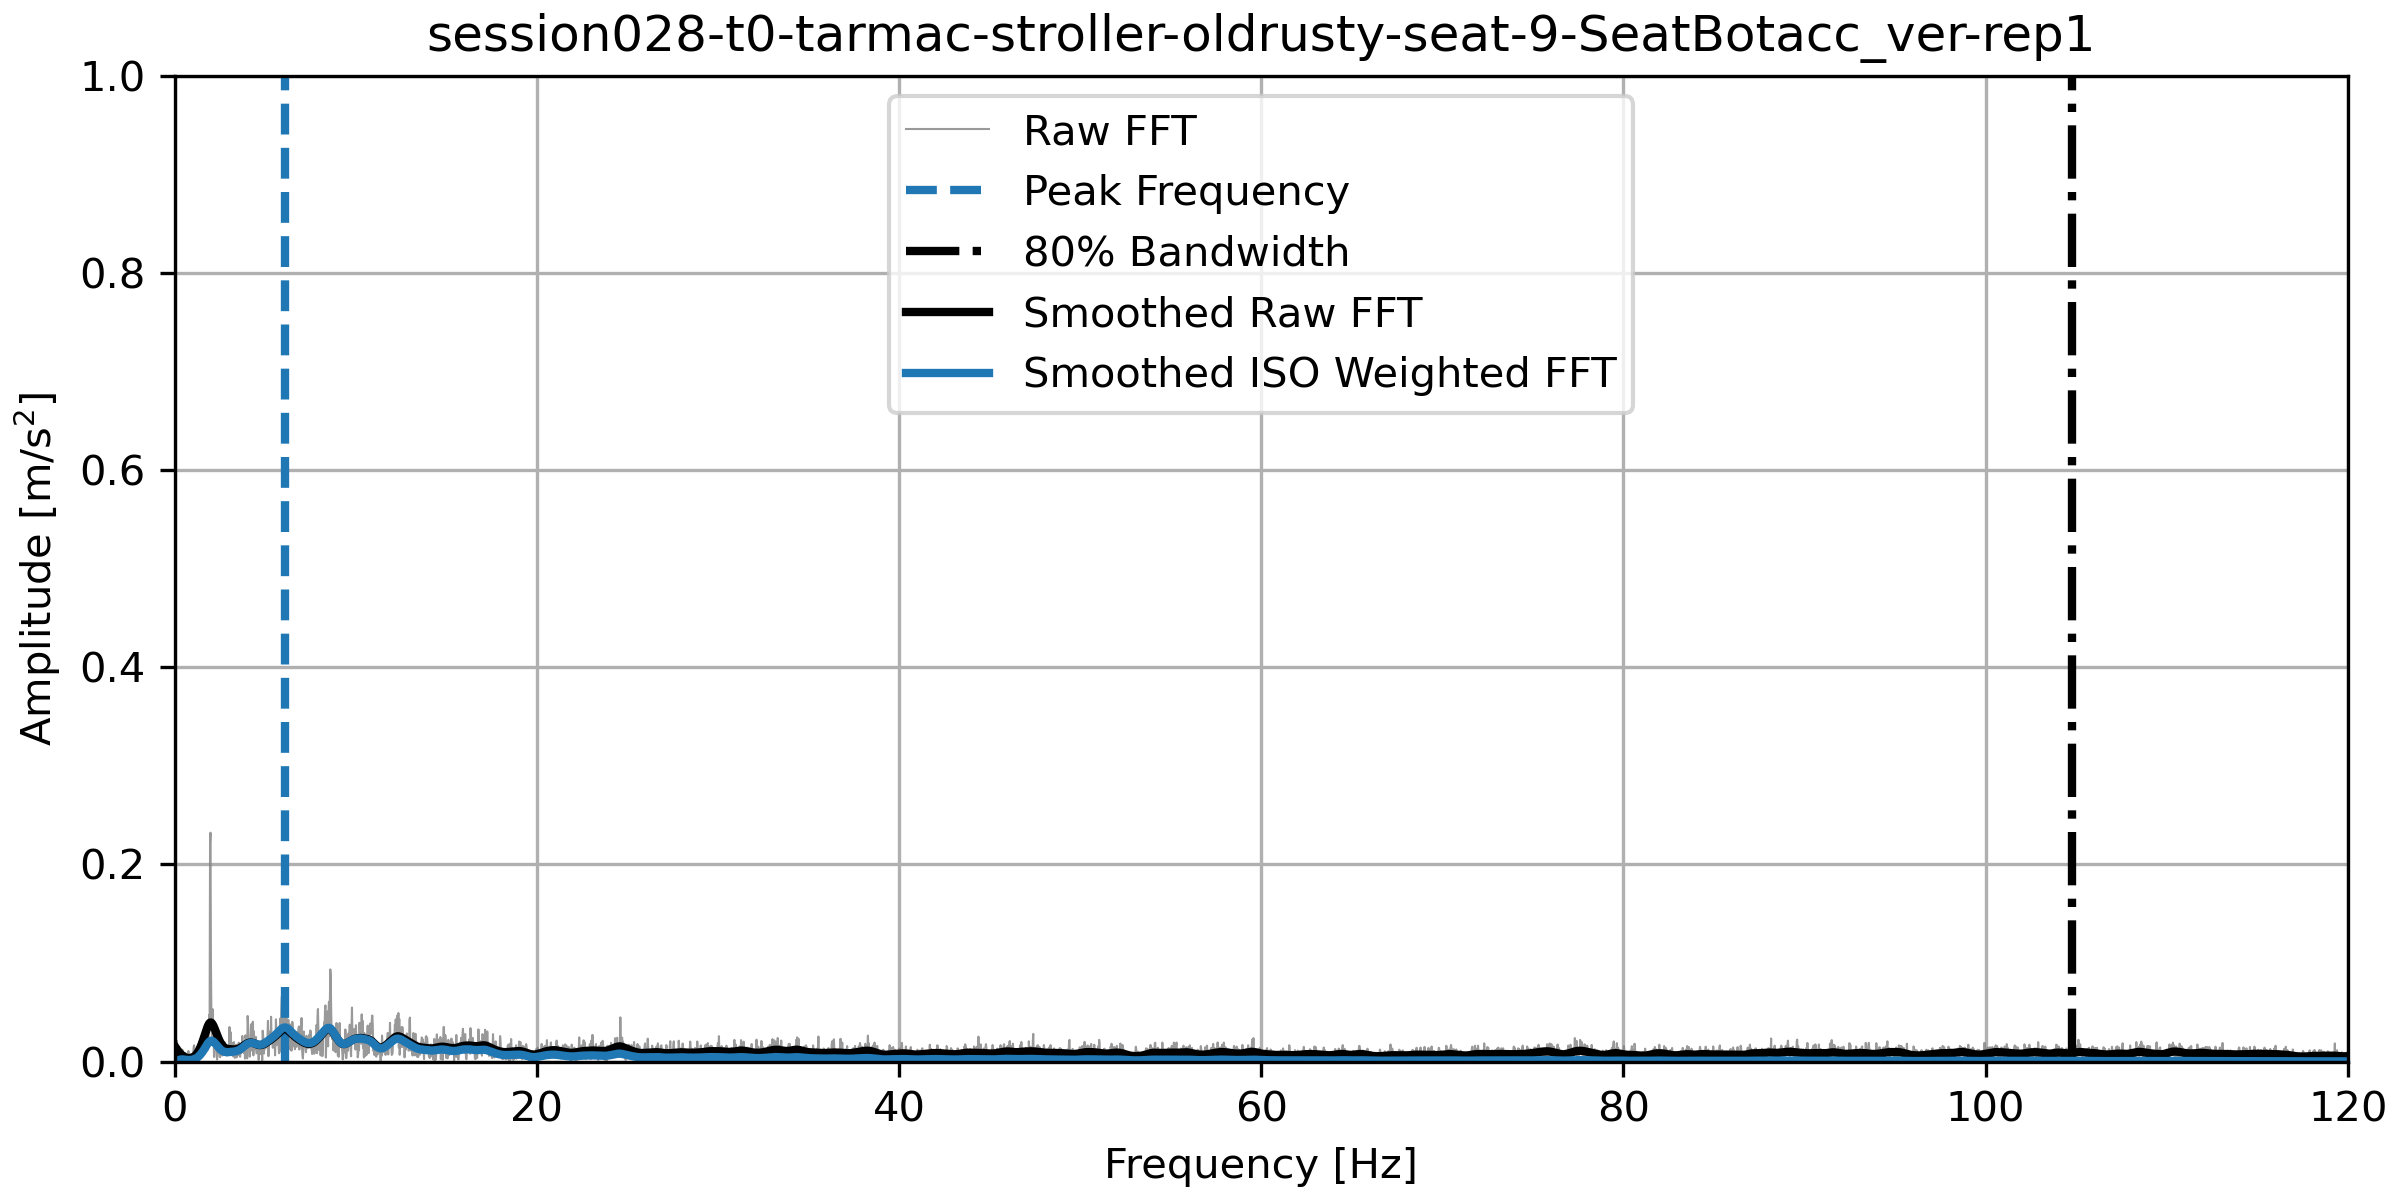 session028-t0-tarmac-stroller-oldrusty-seat-9-SeatBotacc_ver-rep1
1.0
0.8
0.6
0.4
0.2
0.0
Amplitude [m/s²]
Raw FFT
Peak Frequency
80% Bandwidth
Smoothed Raw FFT
Smoothed ISO Weighted FFT
0 20 40 60 80 100 120
Frequency [Hz]